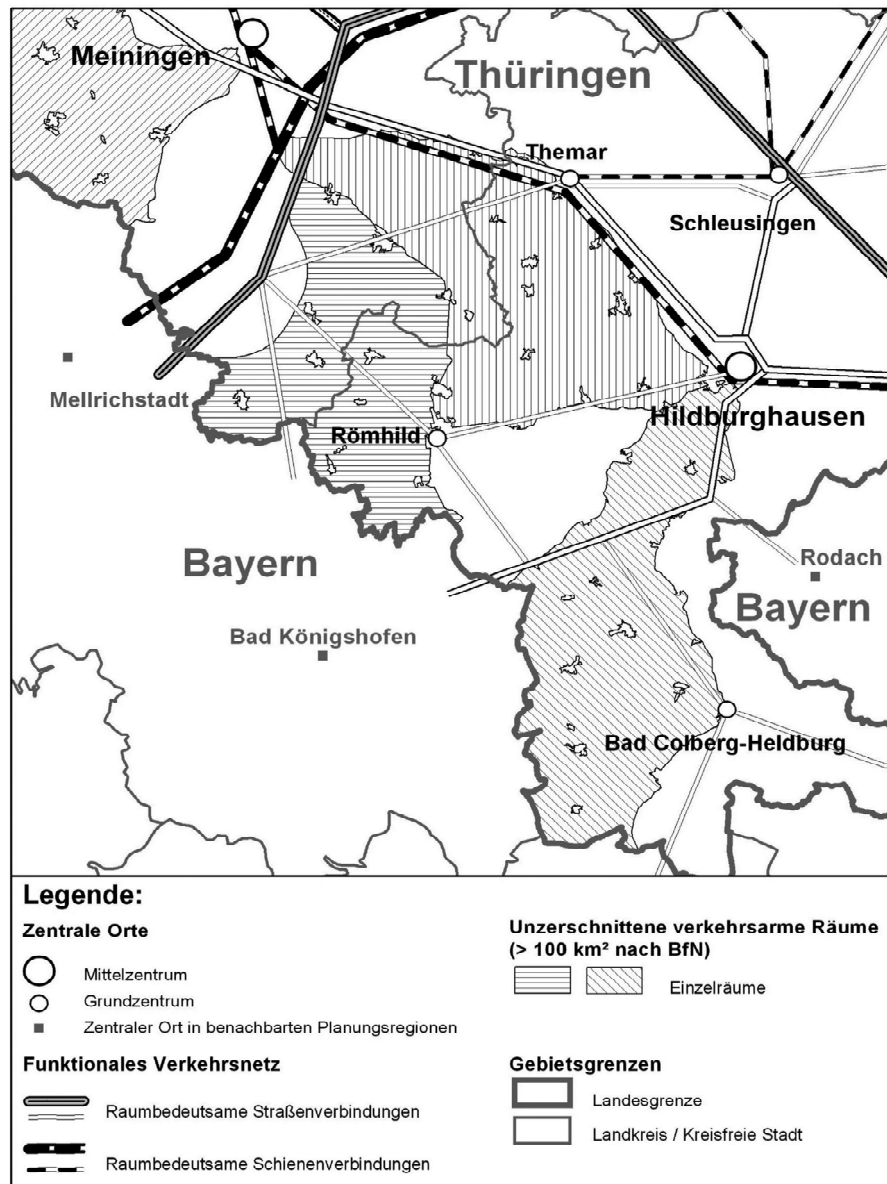 Meiningen
Thüringen
Themar
Schleusingen
Mellrichstadt
Hildburghausen
Römhild
Bayern
Rodach
Bayern
Bad Königshofen
Bad Colberg-Heldburg
Legende:
Zentrale Orte
Mittelzentrum
Grundzentrum
Zentraler Ort in benachbarten Planungsregionen
Funktionales Verkehrsnetz
Raumbedeutsame Straßenverbindungen
Raumbedeutsame Schienenverbindungen
Unzerschnittene verkehrsarme Räume
(> 100 km² nach BfN)
Einzelräume
Gebietsgrenzen
Landesgrenze
Landkreis / Kreisfreie Stadt